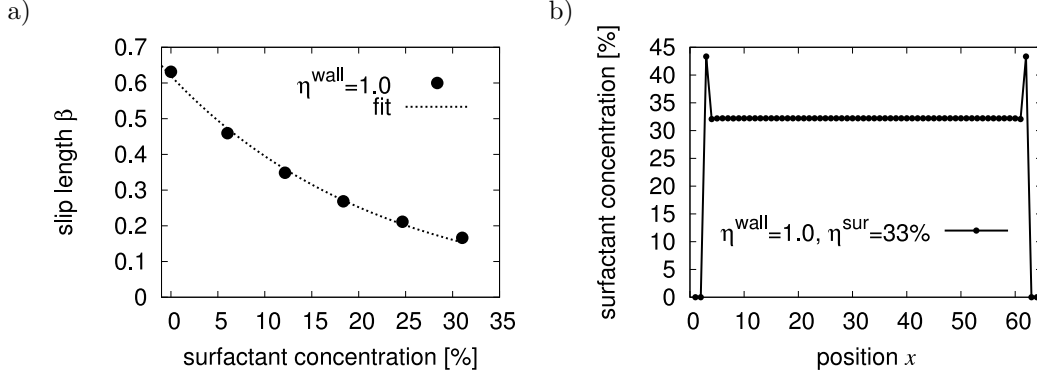 a)
slip length β
0.7
0.6
0.5
0.4
0.3
0.2
0.1
0
0 5 10 15 20 25 30 35
surfactant concentration [%]
η^wall=1.0
fit
b)
surfactant concentration [%]
45
40
35
30
25
20
15
10
5
0
0 10 20 30 40 50 60
position x
η^wall=1.0, η^sur=33%